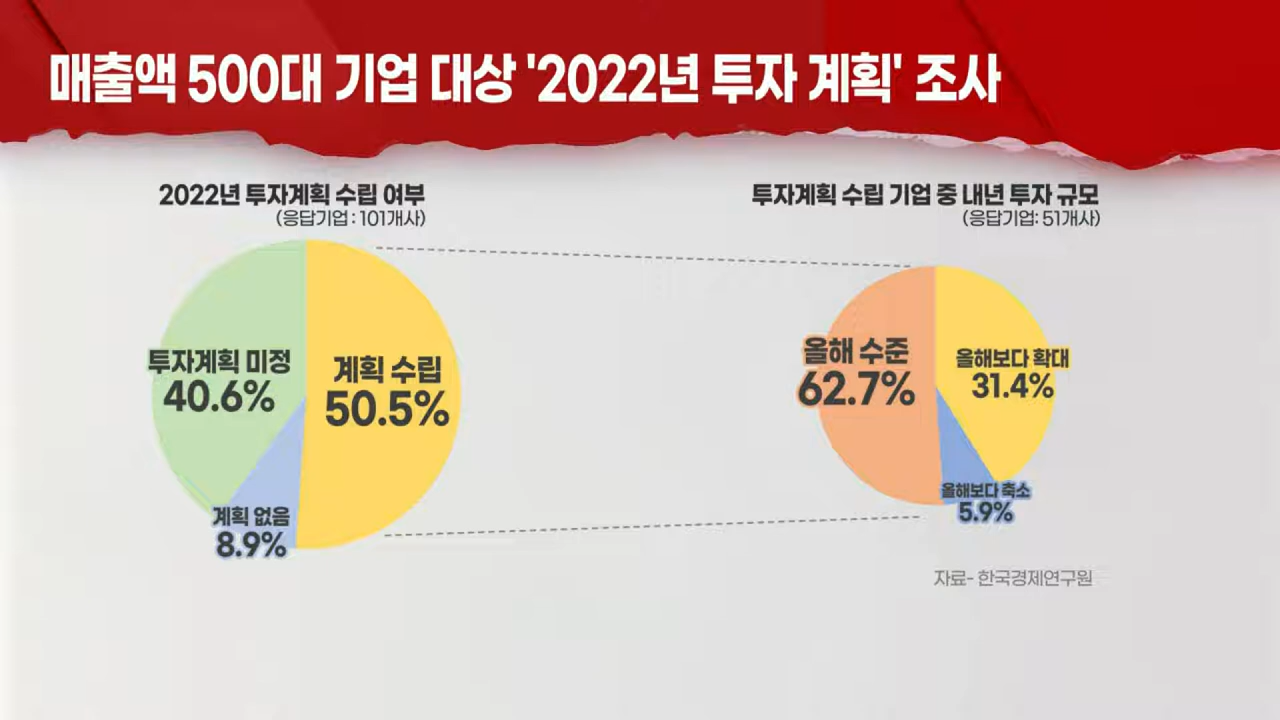 매출액 500대 기업 대상 '2022년 투자 계획' 조사
2022년 투자계획 수립 여부
(응답기업 : 101개사)
투자계획 미정
40.6%
계획 수립
50.5%
계획 없음
8.9%
투자계획 수립 기업 중 내년 투자 규모
(응답기업: 51개사)
올해 수준
62.7%
올해보다 확대
31.4%
올해보다 축소
5.9%
자료- 한국경제연구원